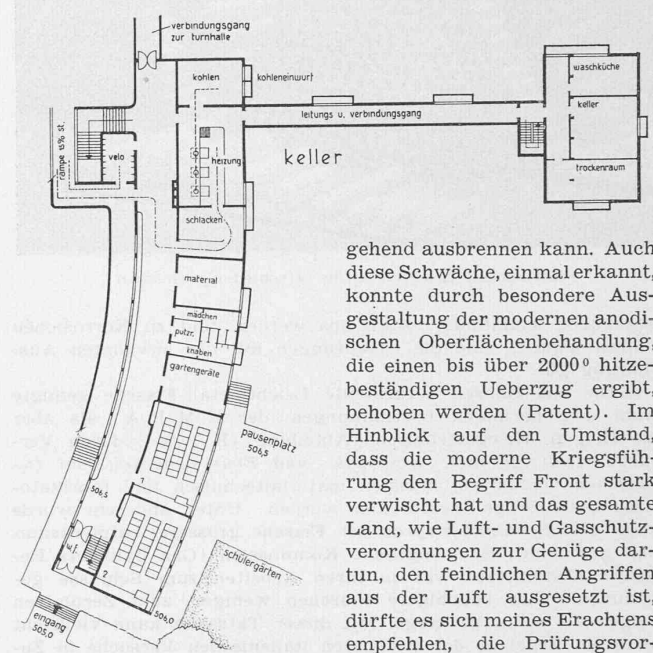 verbindungsgang
zur turnhalle
kohlen
kohleneinwurf
waschküche
leitungs u. verbindungsgang
keller
rampe 15% st.
velo
heizung
keller
trockenraum
schlacken
material
mädchen
putzr.
knaben
gartengeräte
pausenplatz
506,5
506,5
schülergärten
w.f.
2
506,0
eingang
505,0
gehend ausbrennen kann. Auch
diese Schwäche, einmal erkannt,
konnte durch besondere Aus-
gestaltung der modernen anodi-
schen Oberflächenbehandlung,
die einen bis über 2000⁰ hitze-
beständigen Ueberzug ergibt,
behoben werden (Patent). Im
Hinblick auf den Umstand,
dass die moderne Kriegsfüh-
rung den Begriff Front stark
verwischt hat und das gesamte
Land, wie Luft- und Gasschutz-
verordnungen zur Genüge dar-
tun, den feindlichen Angriffen
aus der Luft ausgesetzt ist,
dürfte es sich meines Erachtens
empfehlen, die Prüfungsvor-